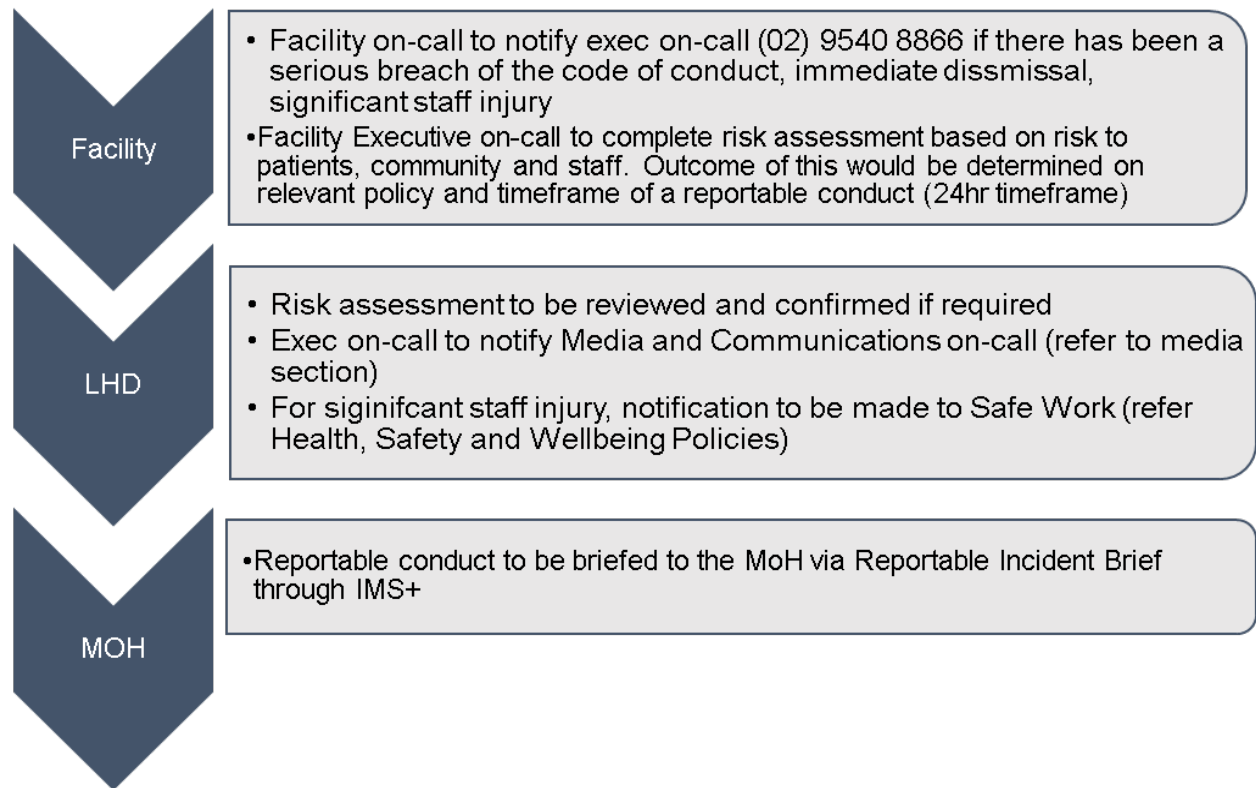 Facility
• Facility on-call to notify exec on-call (02) 9540 8866 if there has been a
serious breach of the code of conduct, immediate dissmissal,
significant staff injury
•Facility Executive on-call to complete risk assessment based on risk to
patients, community and staff. Outcome of this would be determined on
relevant policy and timeframe of a reportable conduct (24hr timeframe)
LHD
• Risk assessment to be reviewed and confirmed if required
• Exec on-call to notify Media and Communications on-call (refer to media
section)
• For siginifcant staff injury, notification to be made to Safe Work (refer
Health, Safety and Wellbeing Policies)
MOH
•Reportable conduct to be briefed to the MoH via Reportable Incident Brief
through IMS+